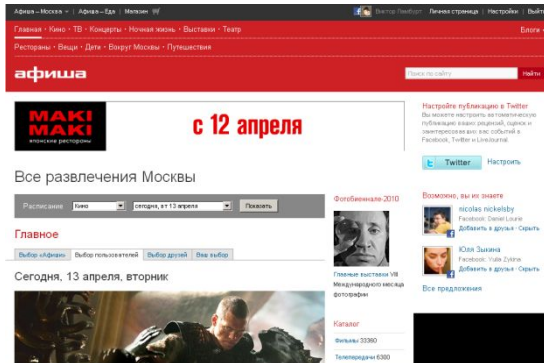 Афиша – Москва
Афиша – Еда
Магазин
Виктор Ламбурт
Личная страница
Настройки
Выйти
Главная · Кино · ТВ · Концерты · Ночная жизнь · Выставки · Театр
Блоги
Рестораны · Вещи · Дети · Вокруг Москвы · Путешествия
афиша
Поиск по сайту
Найти
MAKI
MAKI
японские рестораны
с 12 апреля
Настройте публикацию в Twitter
Вы можете настроить автоматическую
публикацию ваших рецензий, оценок и
заинтересовавших вас событий в
Facebook, Twitter и LiveJournal.
Twitter
Настроить
Все развлечения Москвы
Расписание
Кино
сегодня, вт 13 апреля
Показать
Главное
Выбор «Афиши»
Выбор пользователей
Выбор друзей
Ваш выбор
Сегодня, 13 апреля, вторник
Фотобиеннале-2010
Главные выставки VIII
Международного месяца
фотографии
Каталог
Фильмы 33360
Телепередачи 6380
Возможно, вы их знаете
nicolas nickelsby
Facebook: Daniel Lourie
Добавить в друзья · Скрыть
Юля Зыкина
Facebook: Yulia Zykina
Добавить в друзья · Скрыть
Все предложения